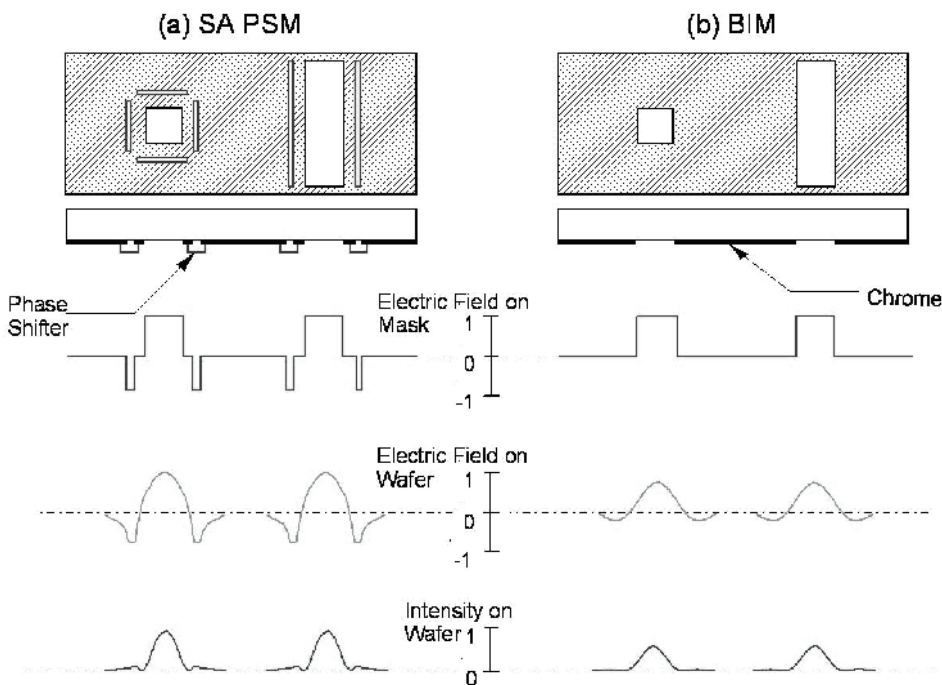 (a) SA PSM
(b) BIM
Phase
Shifter
Chrome
Electric Field on
Mask
1
0
-1
Electric Field on
Wafer
1
0
-1
Intensity on
Wafer
1
0